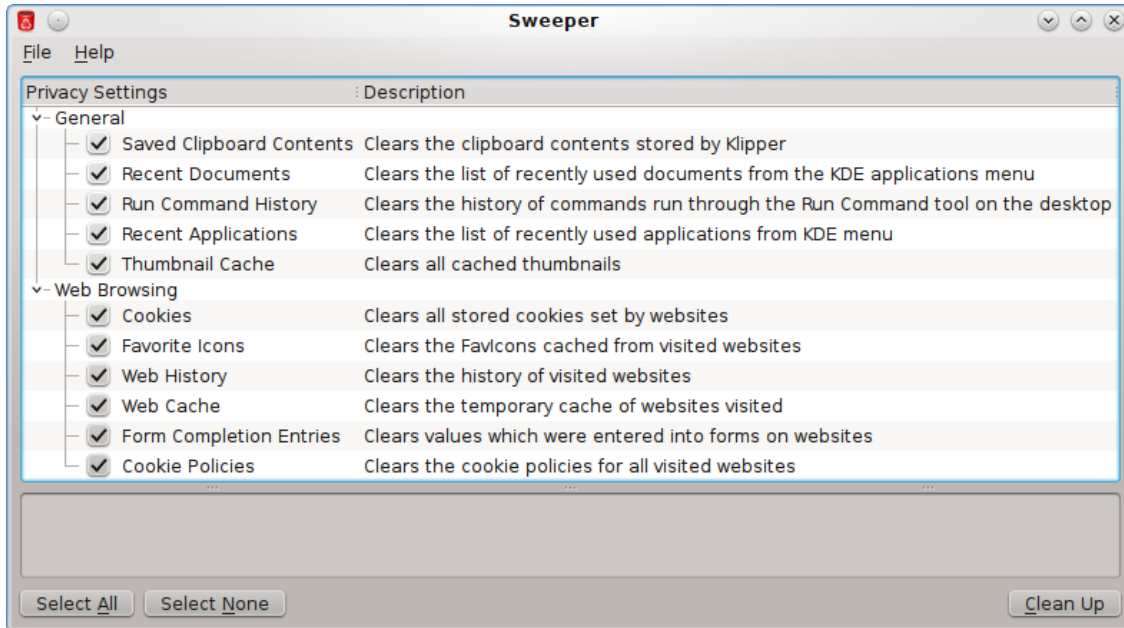 Sweeper
File Help
Privacy Settings Description
General
Saved Clipboard Contents Clears the clipboard contents stored by Klipper
Recent Documents Clears the list of recently used documents from the KDE applications menu
Run Command History Clears the history of commands run through the Run Command tool on the desktop
Recent Applications Clears the list of recently used applications from KDE menu
Thumbnail Cache Clears all cached thumbnails
Web Browsing
Cookies Clears all stored cookies set by websites
Favorite Icons Clears the FavIcons cached from visited websites
Web History Clears the history of visited websites
Web Cache Clears the temporary cache of websites visited
Form Completion Entries Clears values which were entered into forms on websites
Cookie Policies Clears the cookie policies for all visited websites
Select All Select None Clean Up